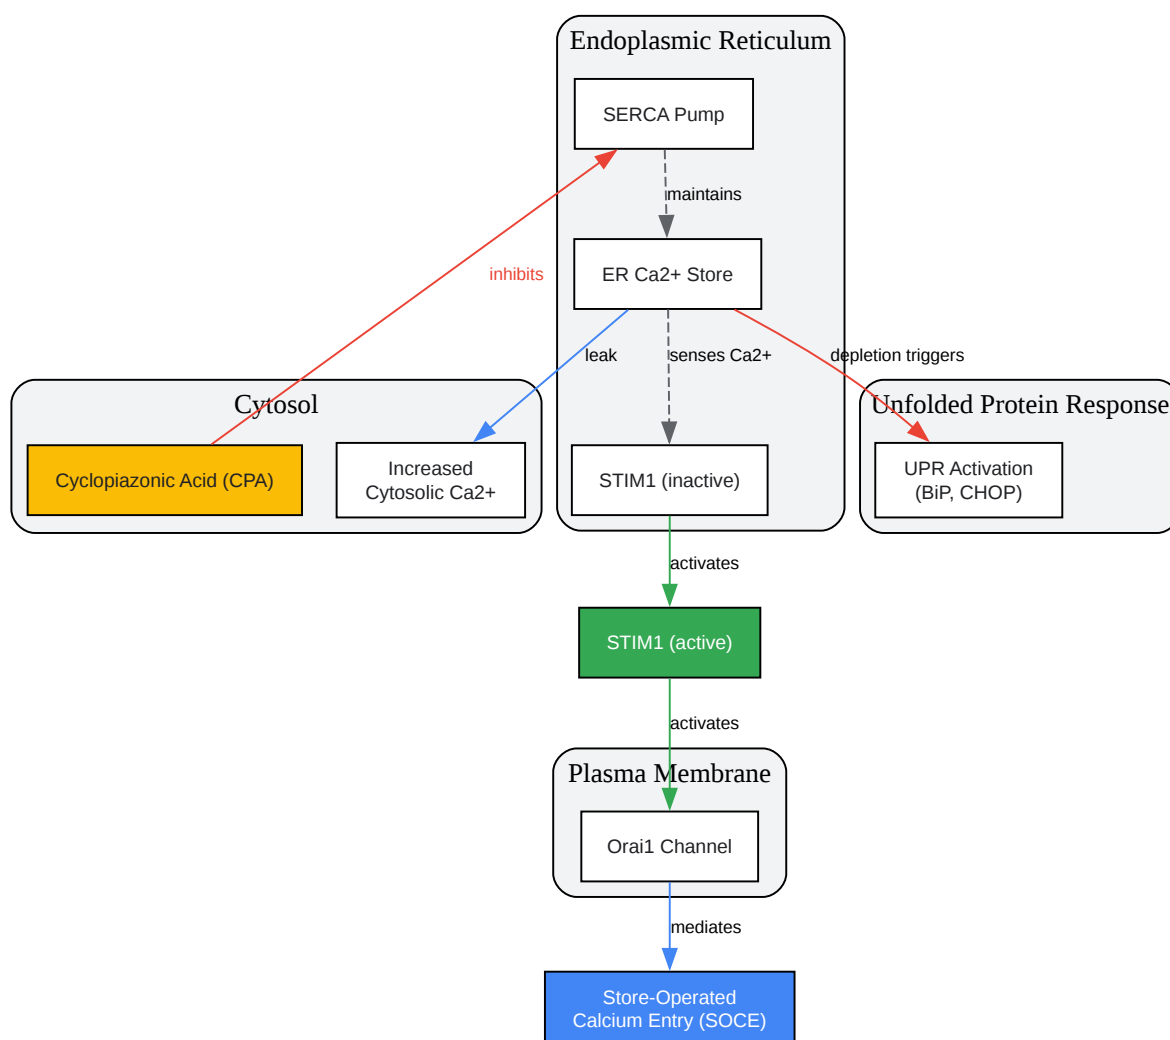 Endoplasmic Reticulum
SERCA Pump
maintains
inhibits
ER Ca2+ Store
leak
senses Ca2+
depletion triggers
Cytosol
Cyclopiazonic Acid (CPA)
Increased
Cytosolic Ca2+
STIM1 (inactive)
Unfolded Protein Response
UPR Activation
(BiP, CHOP)
activates
STIM1 (active)
activates
Plasma Membrane
Orai1 Channel
mediates
Store-Operated
Calcium Entry (SOCE)